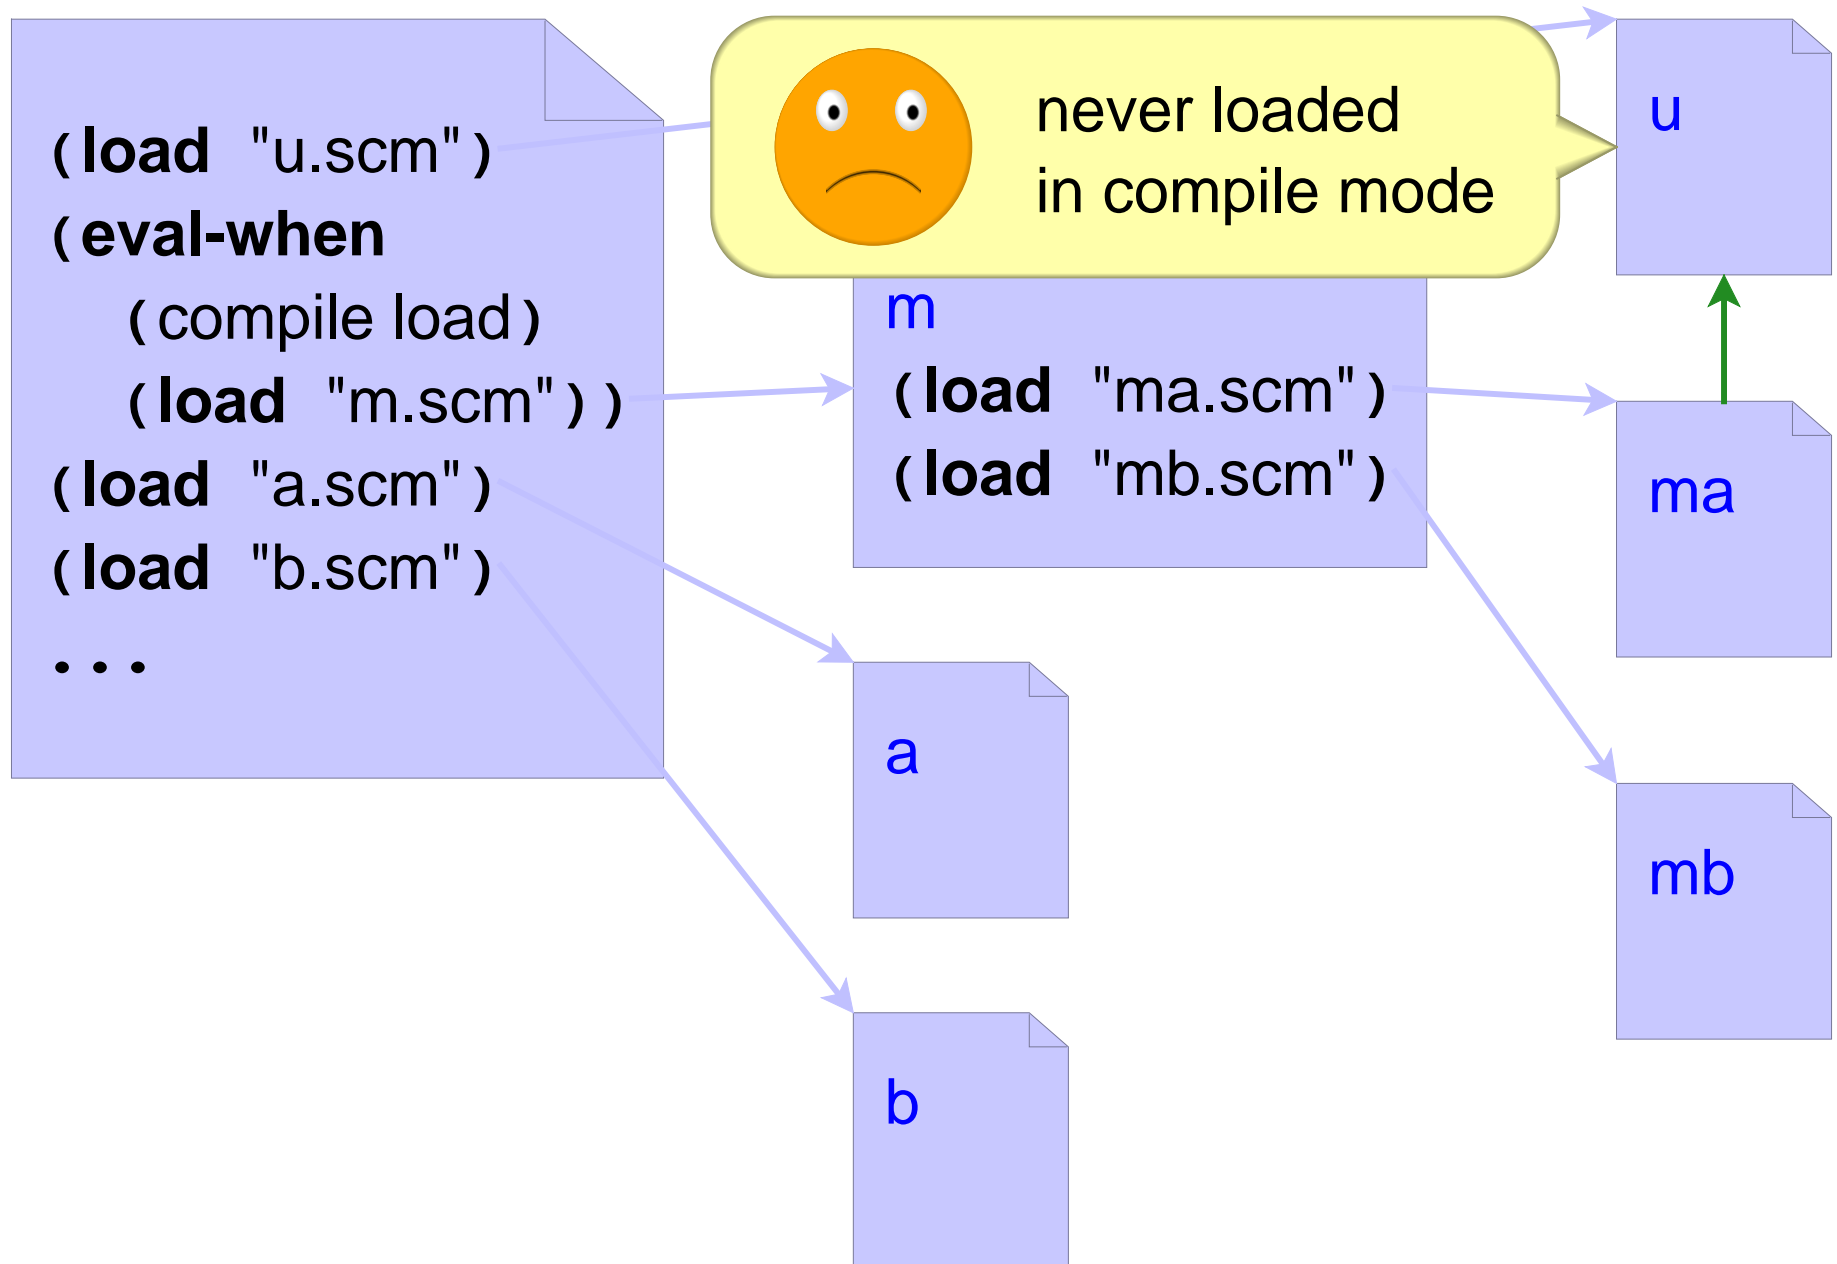 (load "u.scm")
(eval-when
(compile load)
(load "m.scm"))
(load "a.scm")
(load "b.scm")
...
never loaded
in compile mode
u
m
(load "ma.scm")
(load "mb.scm")
ma
a
mb
b